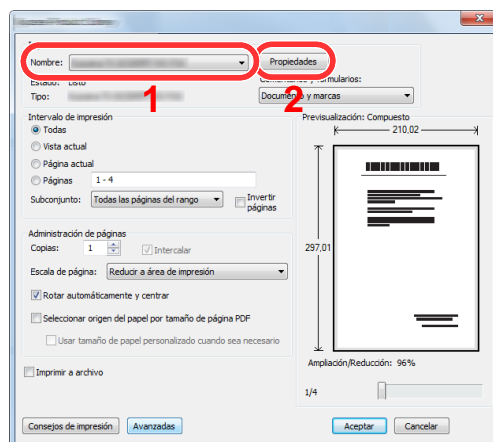 Nombre:
Propiedades
Estado: Listo
Comentarios y formularios:
Tipo:
Documento y marcas
1
2
Intervalo de impresión
Todas
Vista actual
Página actual
Páginas 1 - 4
Subconjunto: Todas las páginas del rango
Invertir
páginas
Previsualización: Compuesto
210,02
297,01
Administración de páginas
Copias: 1
Intercalar
Escala de página: Reducir a área de impresión
Rotar automáticamente y centrar
Seleccionar origen del papel por tamaño de página PDF
Usar tamaño de papel personalizado cuando sea necesario
Imprimir a archivo
Ampliación/Reducción: 96%
1/4
Consejos de impresión
Avanzadas
Aceptar
Cancelar